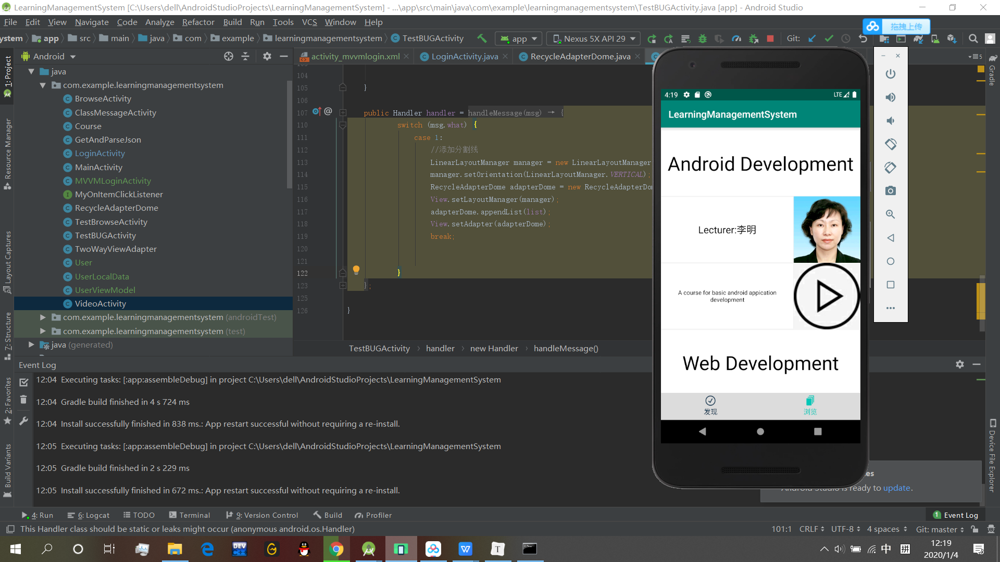 LearningManagementSystem [C:\Users\dell\AndroidStudioProjects\LearningManagementSystem] - ...\app\src\main\java\com\example\learningmanagementsystem\TestBUGActivity.java [app] - Android Studio
File Edit View Navigate Code Analyze Refactor Build Run Tools VCS Window Help
拖拽上传
ystem app src main java com example learningmanagementsystem TestBUGActivity app Nexus 5X API 29 Git:
Android
activity_mvvmlogin.xml LoginActivity.java RecycleAdapterDome.java 5
1: Project
Resource Manager
Layout Captures
7: Structure
2: Favorites
Build Variants
Gradle
Device File Explorer
java
com.example.learningmanagementsystem
BrowseActivity
ClassMessageActivity
Course
GetAndParseJson
LoginActivity
MainActivity
MVVMLoginActivity
MyOnItemClickListener
RecycleAdapterDome
TestBrowseActivity
TestBUGActivity
TwoWayViewAdapter
User
UserLocalData
UserViewModel
VideoActivity
com.example.learningmanagementsystem (androidTest)
com.example.learningmanagementsystem (test)
java (generated)
104
105 }
106
107 public Handler handler = handleMessage(msg) → {
110 switch (msg.what) {
111 case 1:
112 //添加分割线
113 LinearLayoutManager manager = new LinearLayoutManager
114 manager.setOrientation(LinearLayoutManager.VERTICAL);
115 RecycleAdapterDome adapterDome = new RecycleAdapterDo
116 View.setLayoutManager(manager);
117 adapterDome.appendList(list);
118 View.setAdapter(adapterDome);
119 break;
120
121
122 }
123 };
125
126 }
TestBUGActivity handler new Handler handleMessage()
4:19 LTE
LearningManagementSystem
Android Development
Lecturer:李明
A course for basic android appication
development
Web Development
发现 浏览
Event Log
12:04 Executing tasks: [:app:assembleDebug] in project C:\Users\dell\AndroidStudioProjects\LearningManagementSystem
12:04 Gradle build finished in 4 s 724 ms
12:04 Install successfully finished in 838 ms.: App restart successful without requiring a re-install.
12:05 Executing tasks: [:app:assembleDebug] in project C:\Users\dell\AndroidStudioProjects\LearningManagementSystem
12:05 Gradle build finished in 2 s 229 ms
12:05 Install successfully finished in 672 ms.: App restart successful without requiring a re-install.
es
Android Studio is ready to update.
4: Run 6: Logcat TODO Terminal 9: Version Control Build Profiler 1 Event Log
This Handler class should be static or leaks might occur (anonymous android.os.Handler) 101:1 CRLF UTF-8 4 spaces Git: master
DEV C++ G W T 中 拼 12:19
2020/1/4